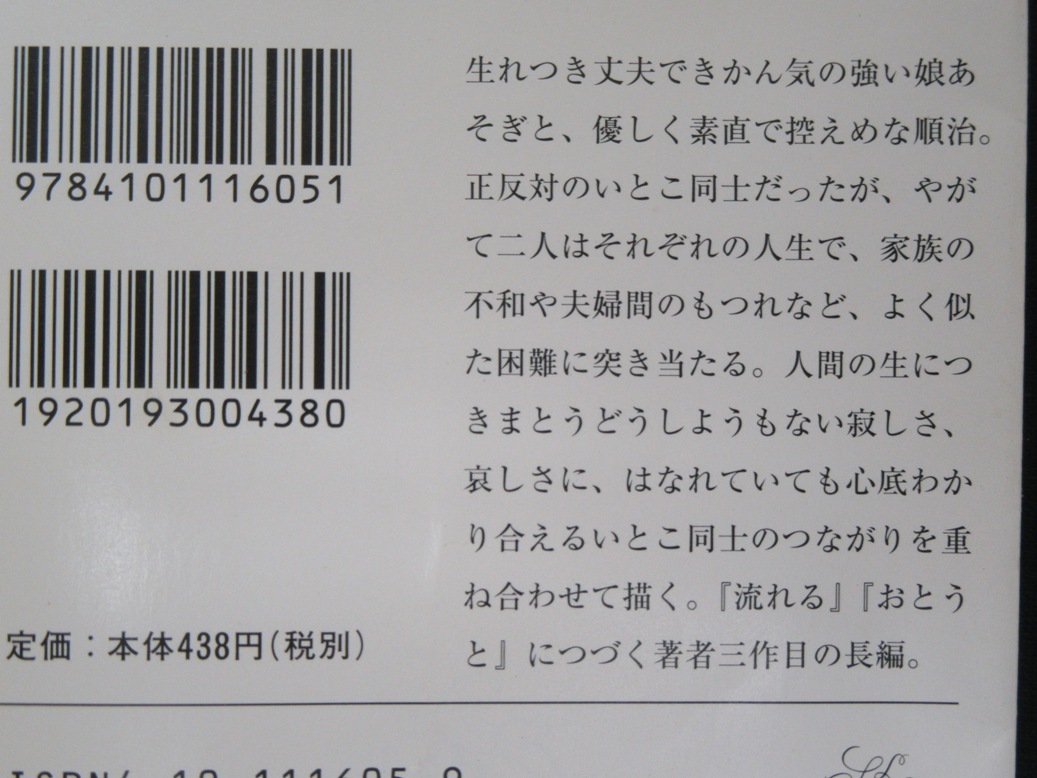 9784101116051
1920193004380
定価：本体438円(税別)
生れつき丈夫できかん気の強い娘あ
そぎと、優しく素直で控えめな順治。
正反対のいとこ同士だったが、やが
て二人はそれぞれの人生で、家族の
不和や夫婦間のもつれなど、よく似
た困難に突き当たる。人間の生につ
きまとうどうしようもない寂しさ、
哀しさに、はなれていても心底わか
り合えるいとこ同士のつながりを重
ね合わせて描く。『流れる』『おとう
と』につづく著者三作目の長編。